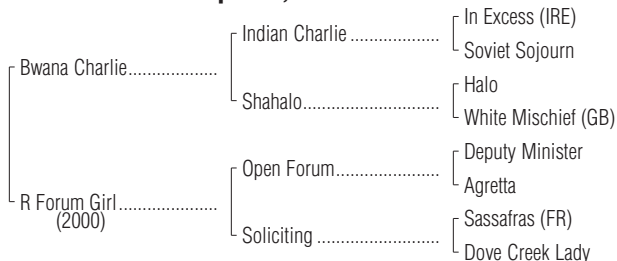 In Excess (IRE)
Indian Charlie
Soviet Sojourn
Bwana Charlie
Halo
Shahalo
White Mischief (GB)
Deputy Minister
Open Forum
Agretta
R Forum Girl
(2000)
Sassafras (FR)
Soliciting
Dove Creek Lady